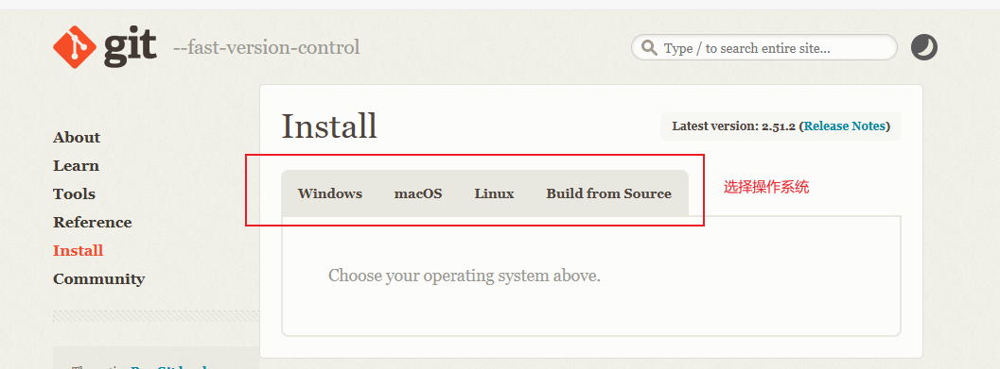 git --fast-version-control
Type / to search entire site...
About
Learn
Tools
Reference
Install
Community
Install
Latest version: 2.51.2 (Release Notes)
Windows macOS Linux Build from Source
选择操作系统
Choose your operating system above.